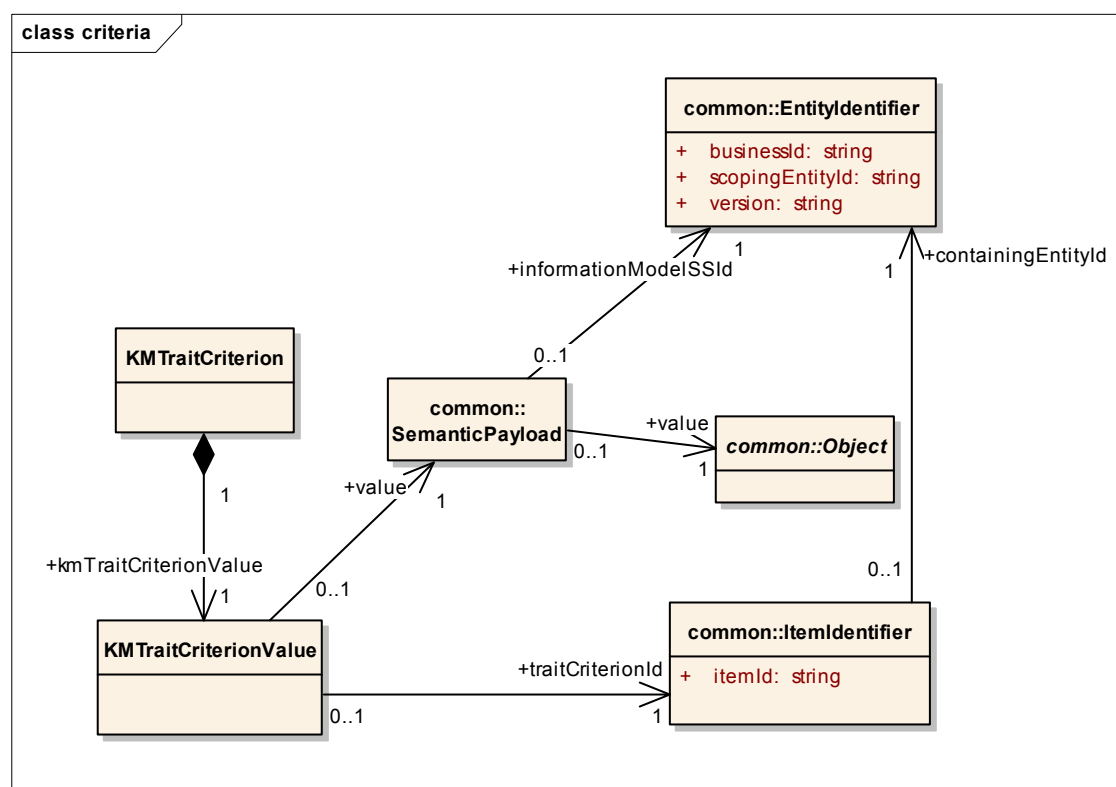 class criteria
common::EntityIdentifier
+ businessId: string
+ scopingEntityId: string
+ version: string
1
+informationModelSSId
1
+containingEntityId
KMTraitCriterion
0..1
common::
SemanticPayload
+value
0..1
1
common::Object
+value
1
1
0..1
+kmTraitCriterionValue
1
0..1
common::ItemIdentifier
+ itemId: string
KMTraitCriterionValue
+traitCriterionId
0..1
1